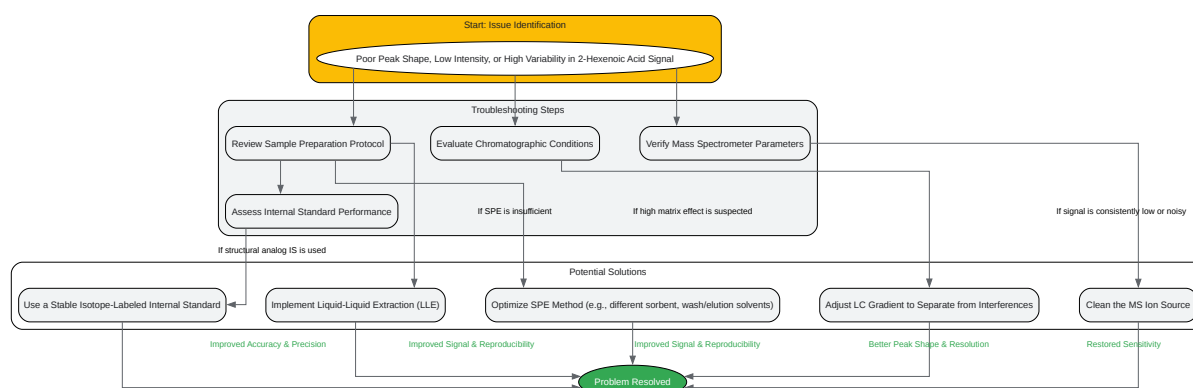 Start: Issue Identification
Poor Peak Shape, Low Intensity, or High Variability in 2-Hexenoic Acid Signal
Troubleshooting Steps
Review Sample Preparation Protocol
Evaluate Chromatographic Conditions
Verify Mass Spectrometer Parameters
Assess Internal Standard Performance
If SPE is insufficient
If high matrix effect is suspected
If signal is consistently low or noisy
If structural analog IS is used
Potential Solutions
Use a Stable Isotope-Labeled Internal Standard
Implement Liquid-Liquid Extraction (LLE)
Optimize SPE Method (e.g., different sorbent, wash/elution solvents)
Adjust LC Gradient to Separate from Interferences
Clean the MS Ion Source
Improved Accuracy & Precision
Improved Signal & Reproducibility
Improved Signal & Reproducibility
Better Peak Shape & Resolution
Restored Sensitivity
Problem Resolved